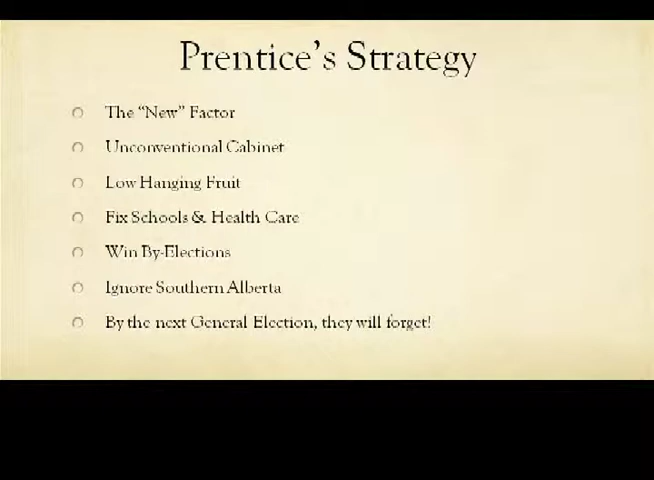 Prentice's Strategy
The "New" Factor
Unconventional Cabinet
Low Hanging Fruit
Fix Schools & Health Care
Win By-Elections
Ignore Southern Alberta
By the next General Election, they will forget!